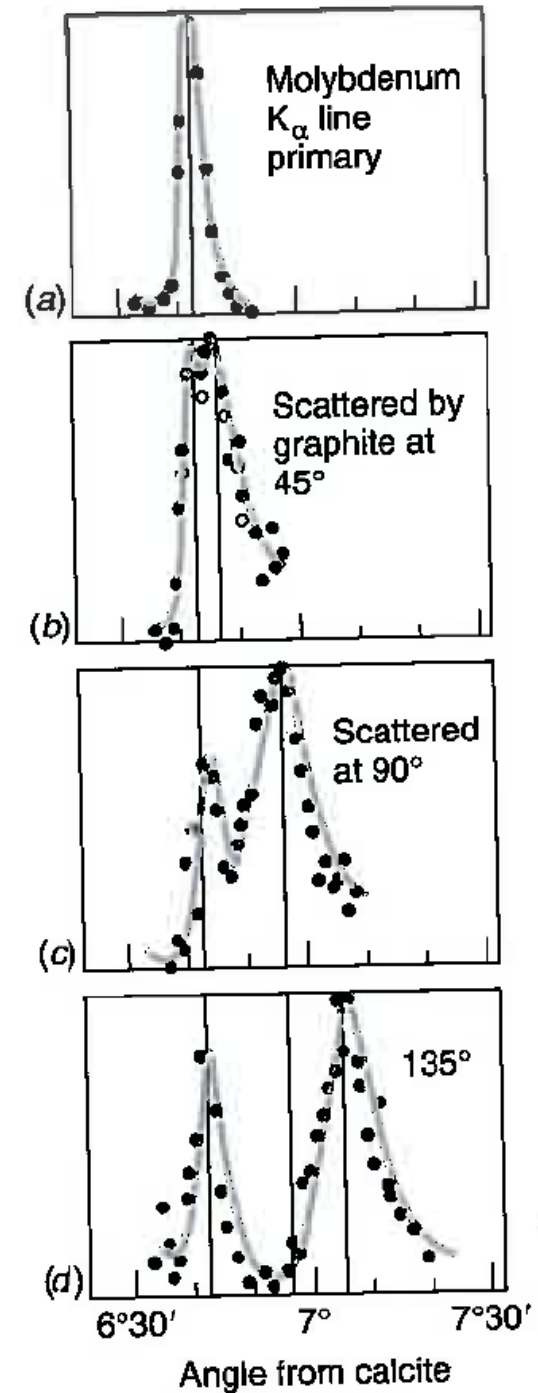 Molybdenum
Kα line
primary
(a)
Scattered by
graphite at
45°
(b)
Scattered
at 90°
(c)
135°
(d)
6°30′ 7° 7°30′
Angle from calcite